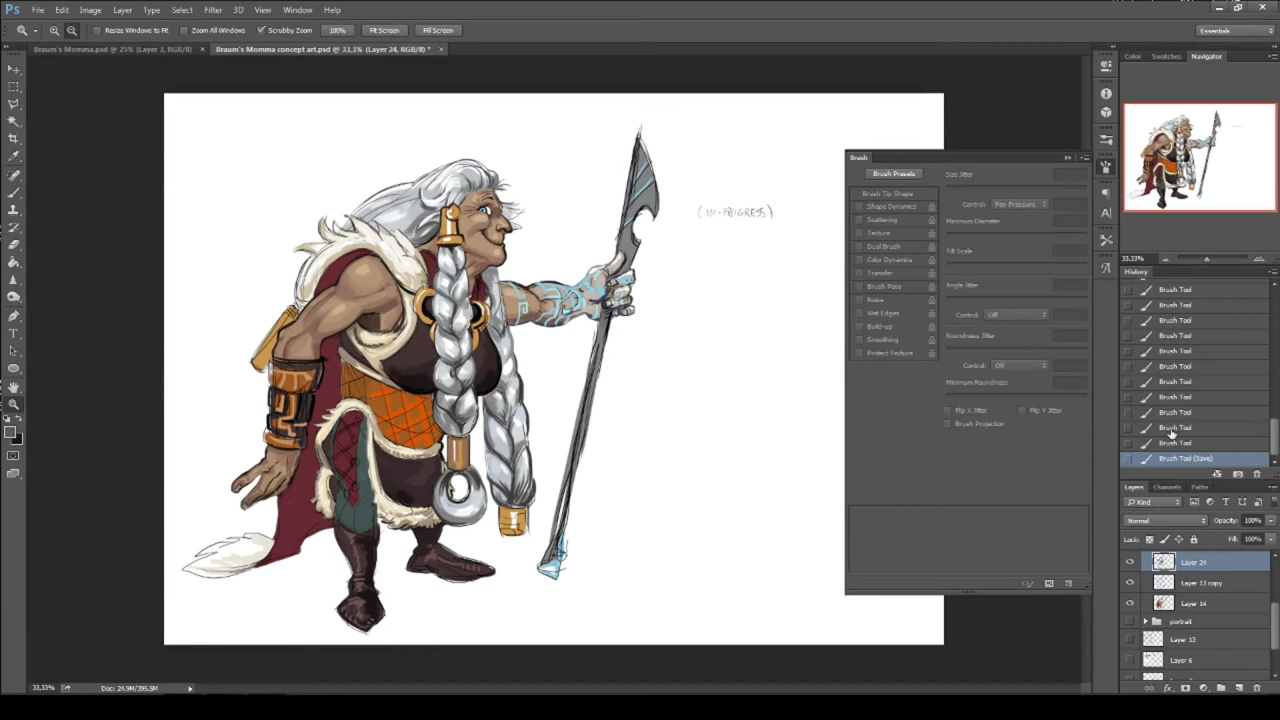 Ps File Edit Image Layer Type Select Filter 3D View Window Help
Resize Windows to Fit Zoom All Windows Scrubby Zoom 100% Fit Screen Fill Screen Essentials
Braum's Momma.psd @ 25% (Layer 3, RGB/8) × Braum's Momma concept art.psd @ 33,3% (Layer 24, RGB/8) * ×
Color Swatches Navigator
(IN-PROGRESS)
Brush
Brush Presets
Brush Tip Shape
Shape Dynamics
Scattering
Texture
Dual Brush
Color Dynamics
Transfer
Brush Pose
Noise
Wet Edges
Build-up
Smoothing
Protect Texture
Size Jitter
Control: Pen Pressure
Minimum Diameter
Tilt Scale
Angle Jitter
Control: Off
Roundness Jitter
Control: Off
Minimum Roundness
Flip X Jitter Flip Y Jitter
Brush Projection
33.33%
History
Brush Tool
Brush Tool
Brush Tool
Brush Tool
Brush Tool
Brush Tool
Brush Tool
Brush Tool
Brush Tool
Brush Tool
Brush Tool
Brush Tool (Save)
Layers Channels Paths
Kind
Normal Opacity: 100%
Lock: Fill: 100%
Layer 24
Layer 13 copy
Layer 14
portrait
Layer 13
Layer 6
33,33% Doc: 24.9M/395.5M